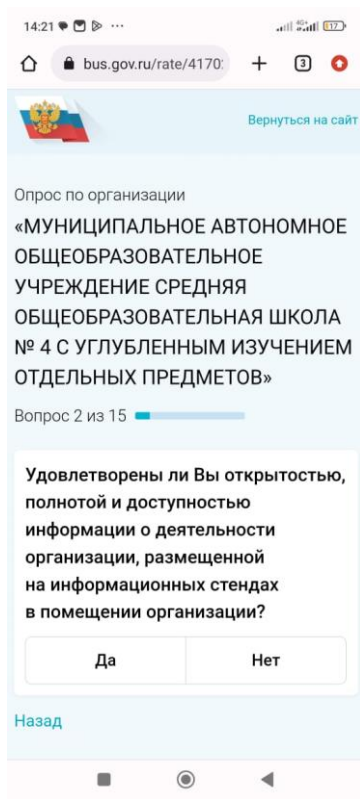 14:21
17
bus.gov.ru/rate/4170
3
Вернуться на сайт
Опрос по организации
«МУНИЦИПАЛЬНОЕ АВТОНОМНОЕ
ОБЩЕОБРАЗОВАТЕЛЬНОЕ
УЧРЕЖДЕНИЕ СРЕДНЯЯ
ОБЩЕОБРАЗОВАТЕЛЬНАЯ ШКОЛА
№ 4 С УГЛУБЛЕННЫМ ИЗУЧЕНИЕМ
ОТДЕЛЬНЫХ ПРЕДМЕТОВ»
Вопрос 2 из 15
Удовлетворены ли Вы открытостью,
полнотой и доступностью
информации о деятельности
организации, размещенной
на информационных стендах
в помещении организации?
Да Нет
Назад